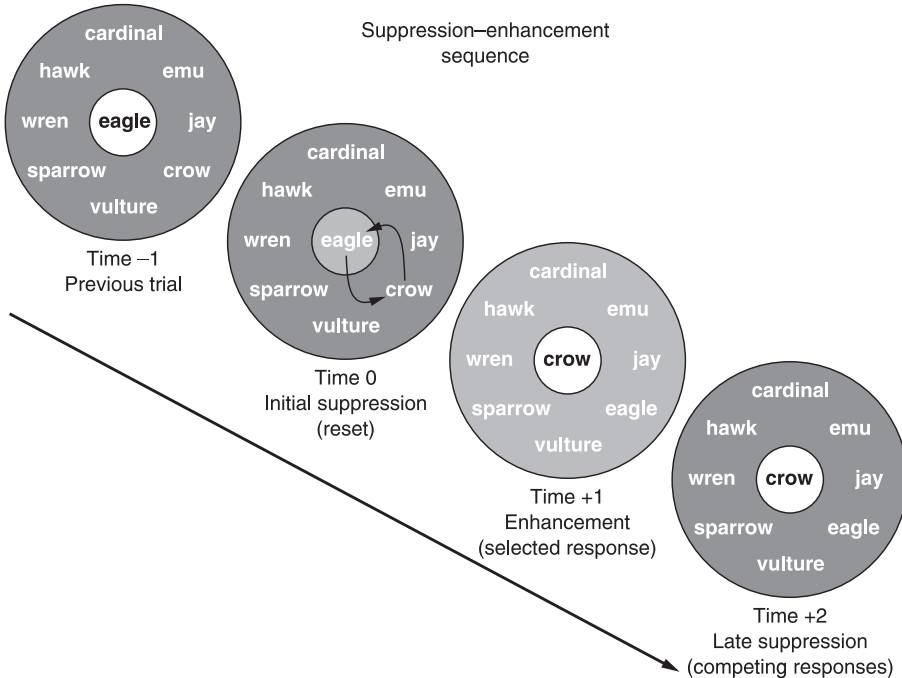 Suppression–enhancement
sequence
cardinal
hawk emu
wren eagle jay
sparrow crow
vulture
Time –1
Previous trial
cardinal
hawk emu
wren eagle jay
sparrow crow
vulture
Time 0
Initial suppression
(reset)
cardinal
hawk emu
wren crow jay
sparrow eagle
vulture
Time +1
Enhancement
(selected response)
cardinal
hawk emu
wren crow jay
sparrow eagle
vulture
Time +2
Late suppression
(competing responses)